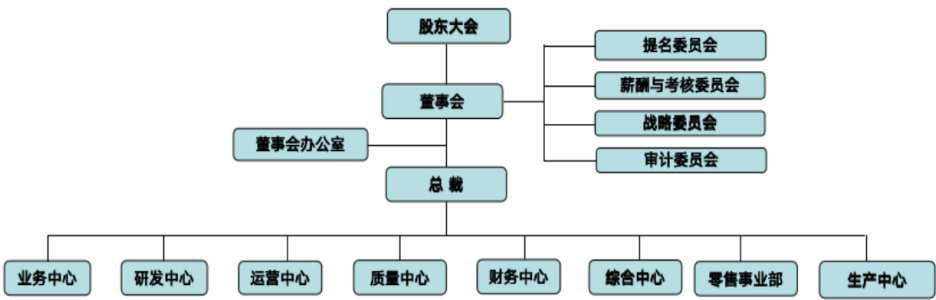 股东大会
提名委员会
薪酬与考核委员会
董事会
战略委员会
董事会办公室
审计委员会
总 裁
业务中心
研发中心
运营中心
质量中心
财务中心
综合中心
零售事业部
生产中心